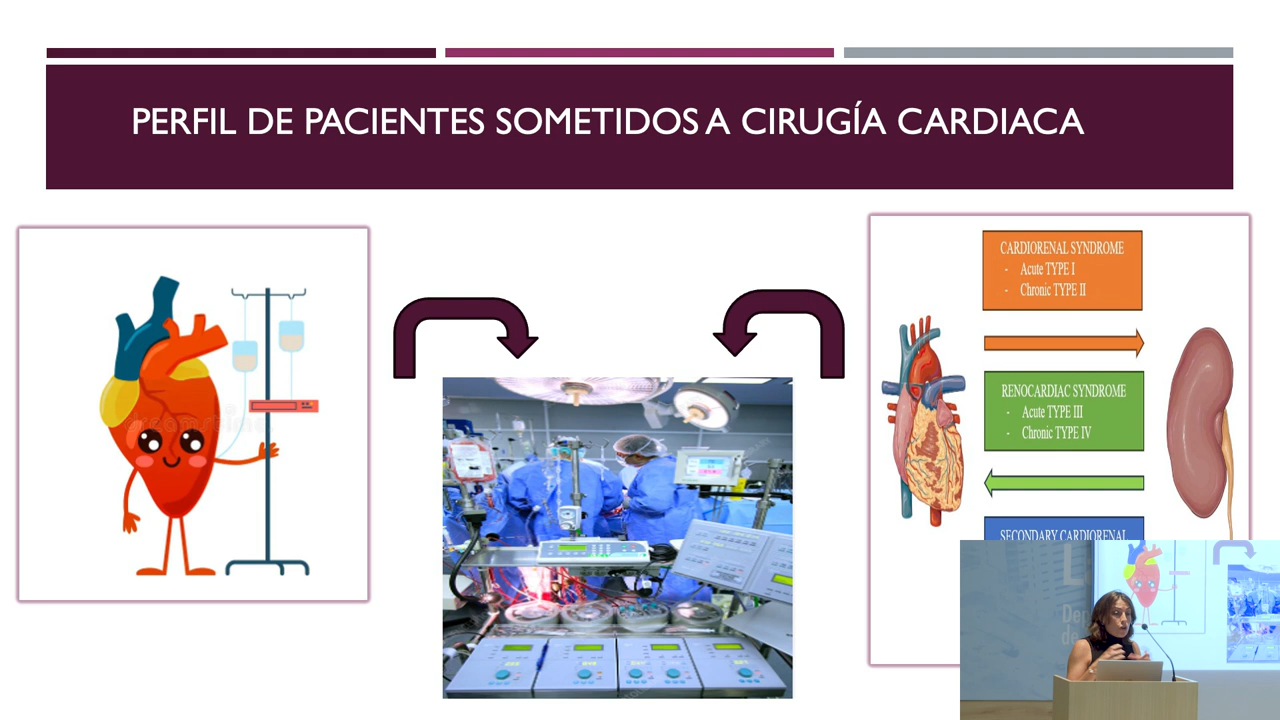 PERFIL DE PACIENTES SOMETIDOS A CIRUGÍA CARDIACA
CARDIORENAL SYNDROME
- Acute TYPE I
- Chronic TYPE II
RENOCARDIAC SYNDROME
- Acute TYPE III
- Chronic TYPE IV
SECONDARY CARDIORENAL